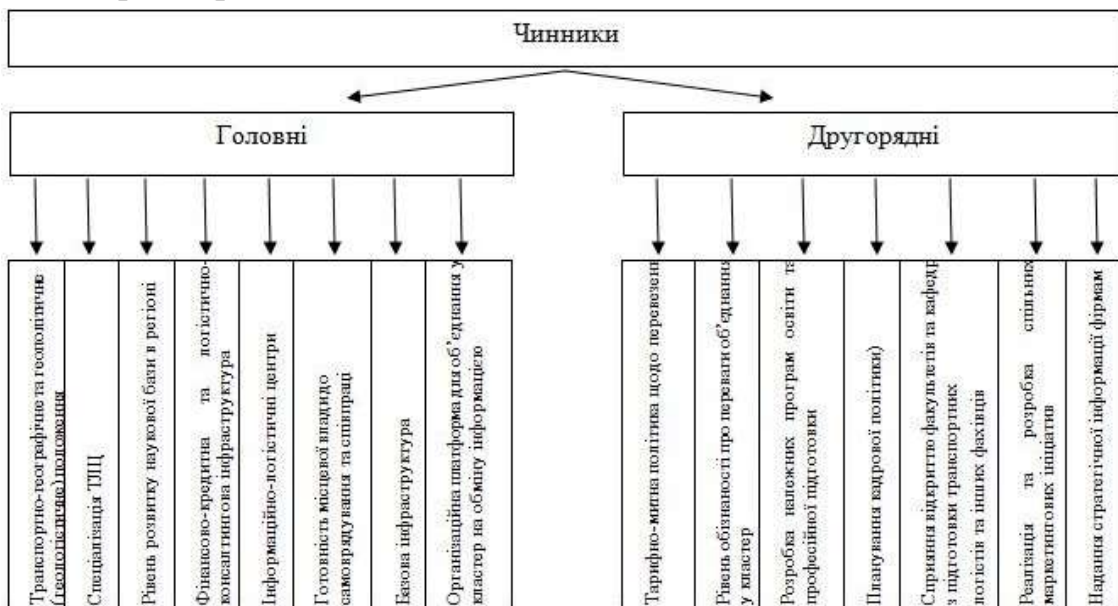 Чинники
Головні
Другорядні
Транспортно-географічне та геополітичне
(геологістичне) положення
Спеціалізація ТЛЦ
Рівень розвитку наукової бази в регіоні
Фінансово-кредитна та логістично-
консалтингова інфраструктура
Інформаційно-логістичні центри
Готовність місцевої влади до
самоврядування та співпраці
Базова інфраструктура
Організаційна платформа для об’єднання у
кластер на обміну інформацією
Тарифно-митна політика щодо перевезень
Рівень обізнаності про переваги об’єднання
у кластер
Розробка належних програм освіти та
професійної підготовки
Планування кадрової політики)
Сприяння відкриттю факультетів та кафедр
з підготовки транспортних
логістів та інших фахівців
Реалізація та розробка спільних
маркетингових ініціатив
Надання стратегічної інформації фірмам